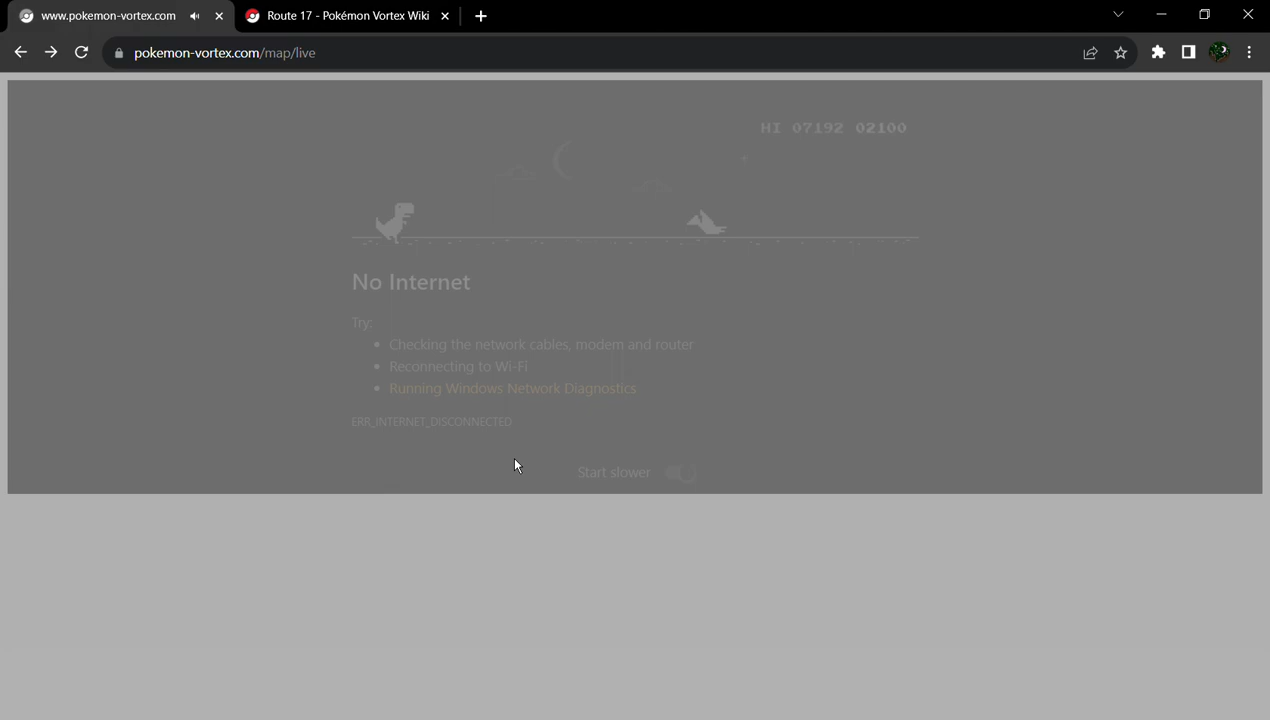 www.pokemon-vortex.com
Route 17 - Pokémon Vortex Wiki
pokemon-vortex.com/map/live
HI 07192 02100
No Internet
Try:
• Checking the network cables, modem and router
• Reconnecting to Wi-Fi
• Running Windows Network Diagnostics
ERR_INTERNET_DISCONNECTED
Start slower